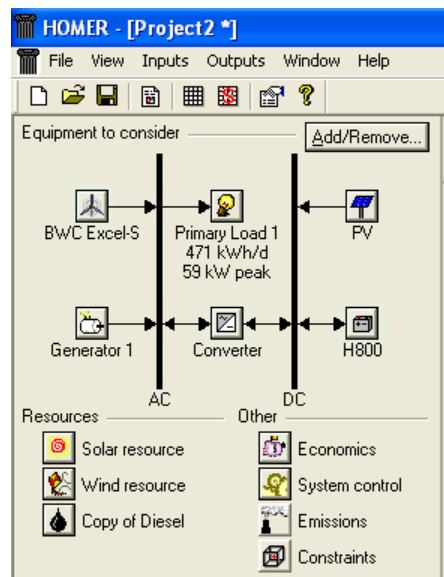 HOMER - [Project2 *]
File View Inputs Outputs Window Help
Equipment to consider
Add/Remove...
BWC Excel-S
Primary Load 1
471 kWh/d
59 kW peak
PV
Generator 1
Converter
H800
AC
DC
Resources
Other
Solar resource
Economics
Wind resource
System control
Copy of Diesel
Emissions
Constraints